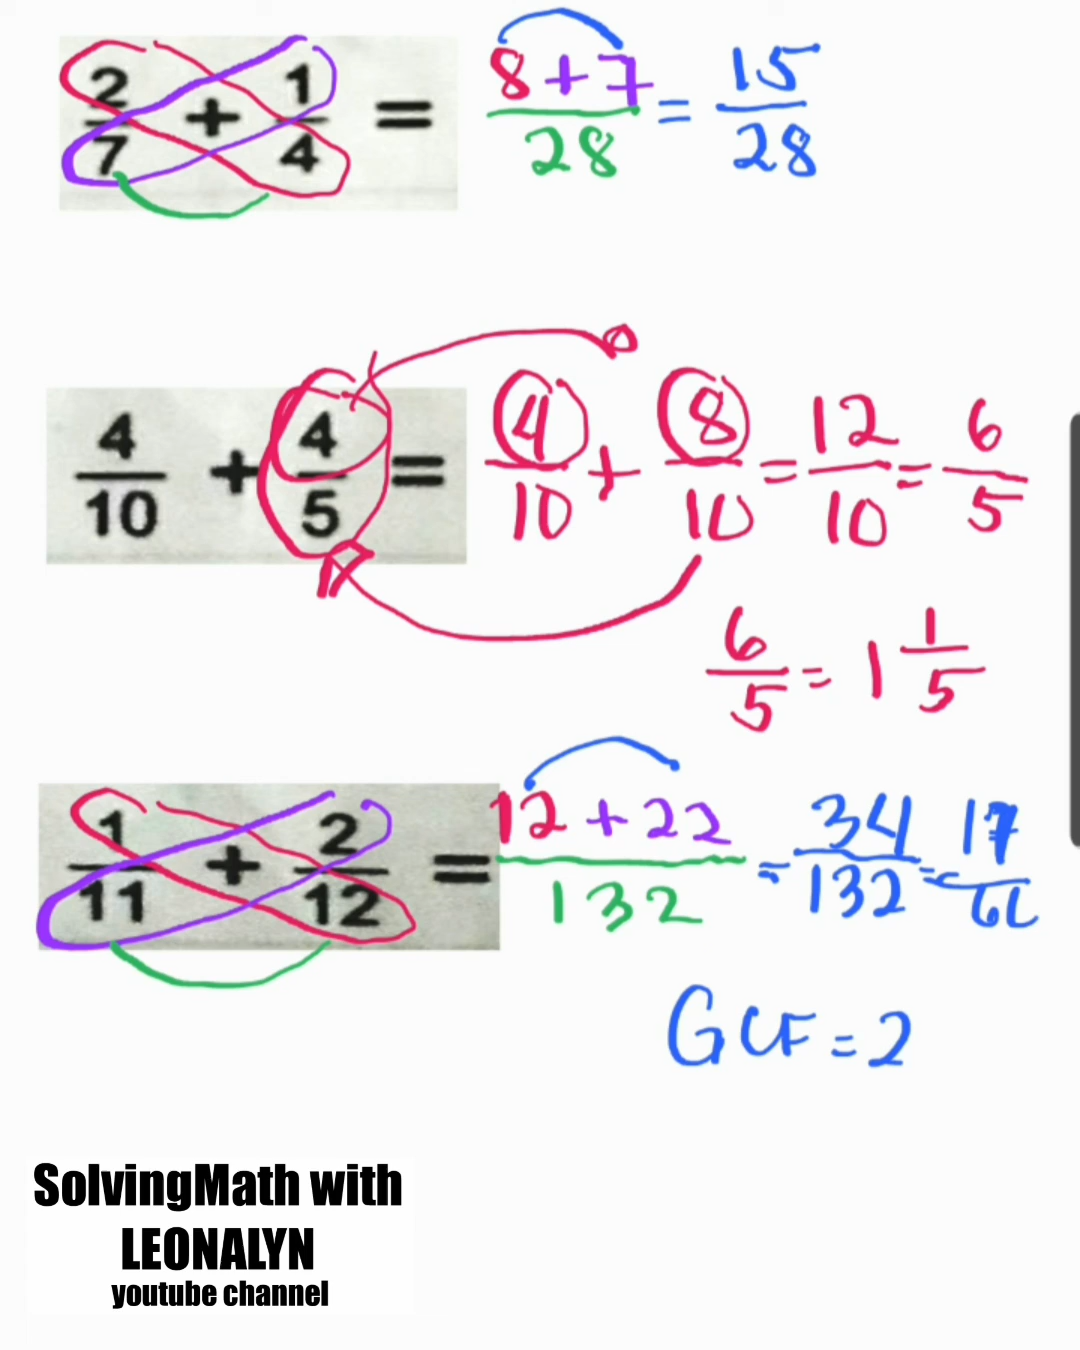 2/7 + 1/4 = 8+7/28 = 15/28
4/10 + 4/5 = 4/10 + 8/10 = 12/10 = 6/5
6/5 = 1 1/5
1/11 + 2/12 = 12+22/132 = 34/132 = 17/66
GCF = 2
SolvingMath with
LEONALYN
youtube channel